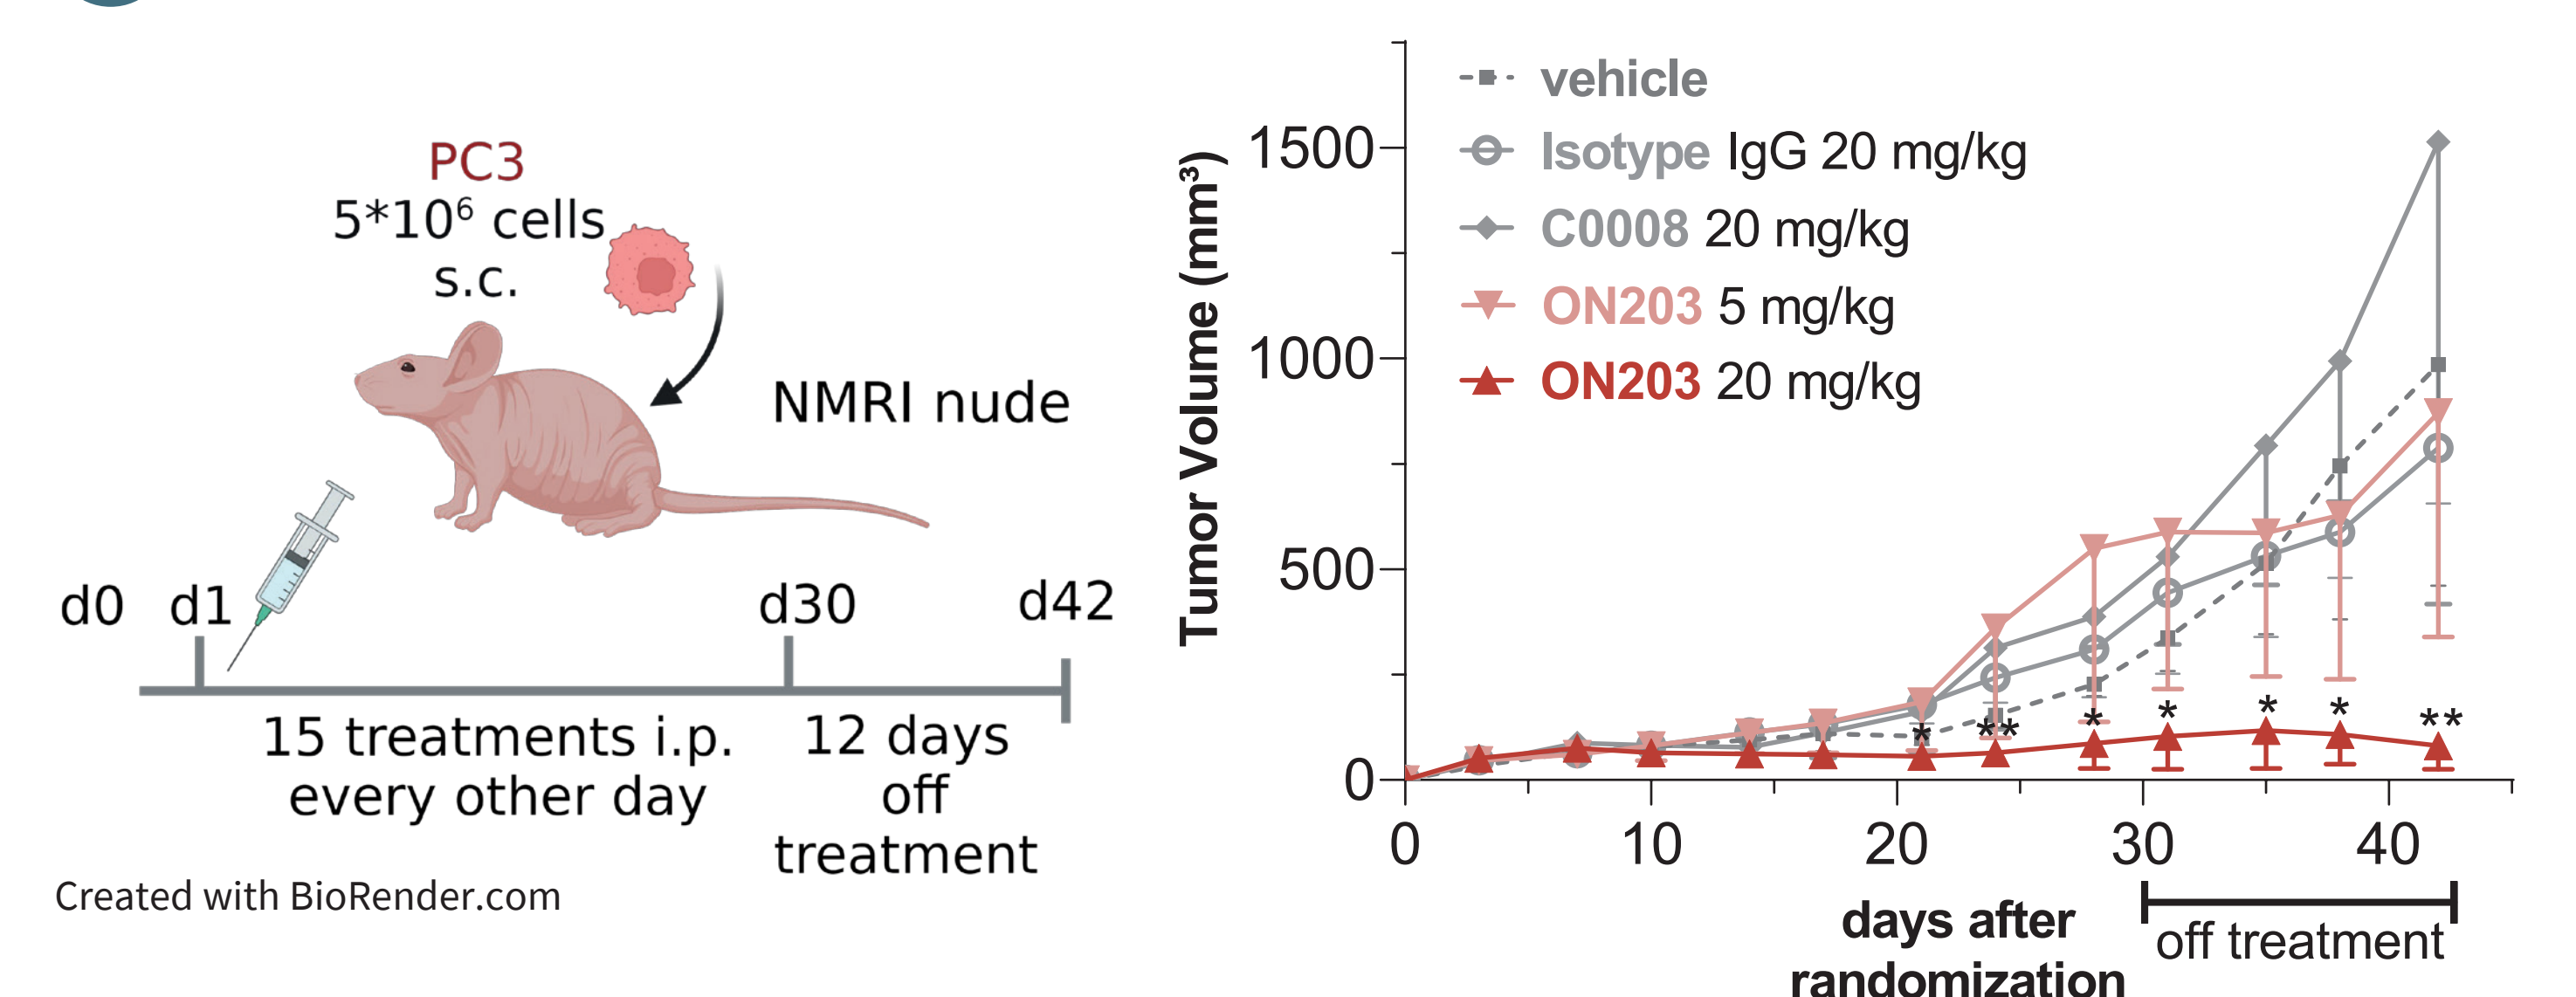 PC3
5*10⁶ cells
s.c.
NMRI nude
d0 d1 d30 d42
15 treatments i.p.
every other day
12 days
off
treatment
Created with BioRender.com
Tumor Volume (mm³)
1500
1000
500
0
vehicle
Isotype IgG 20 mg/kg
C0008 20 mg/kg
ON203 5 mg/kg
ON203 20 mg/kg
* ** * * * * **
0 10 20 30 40
days after
randomization
off treatment